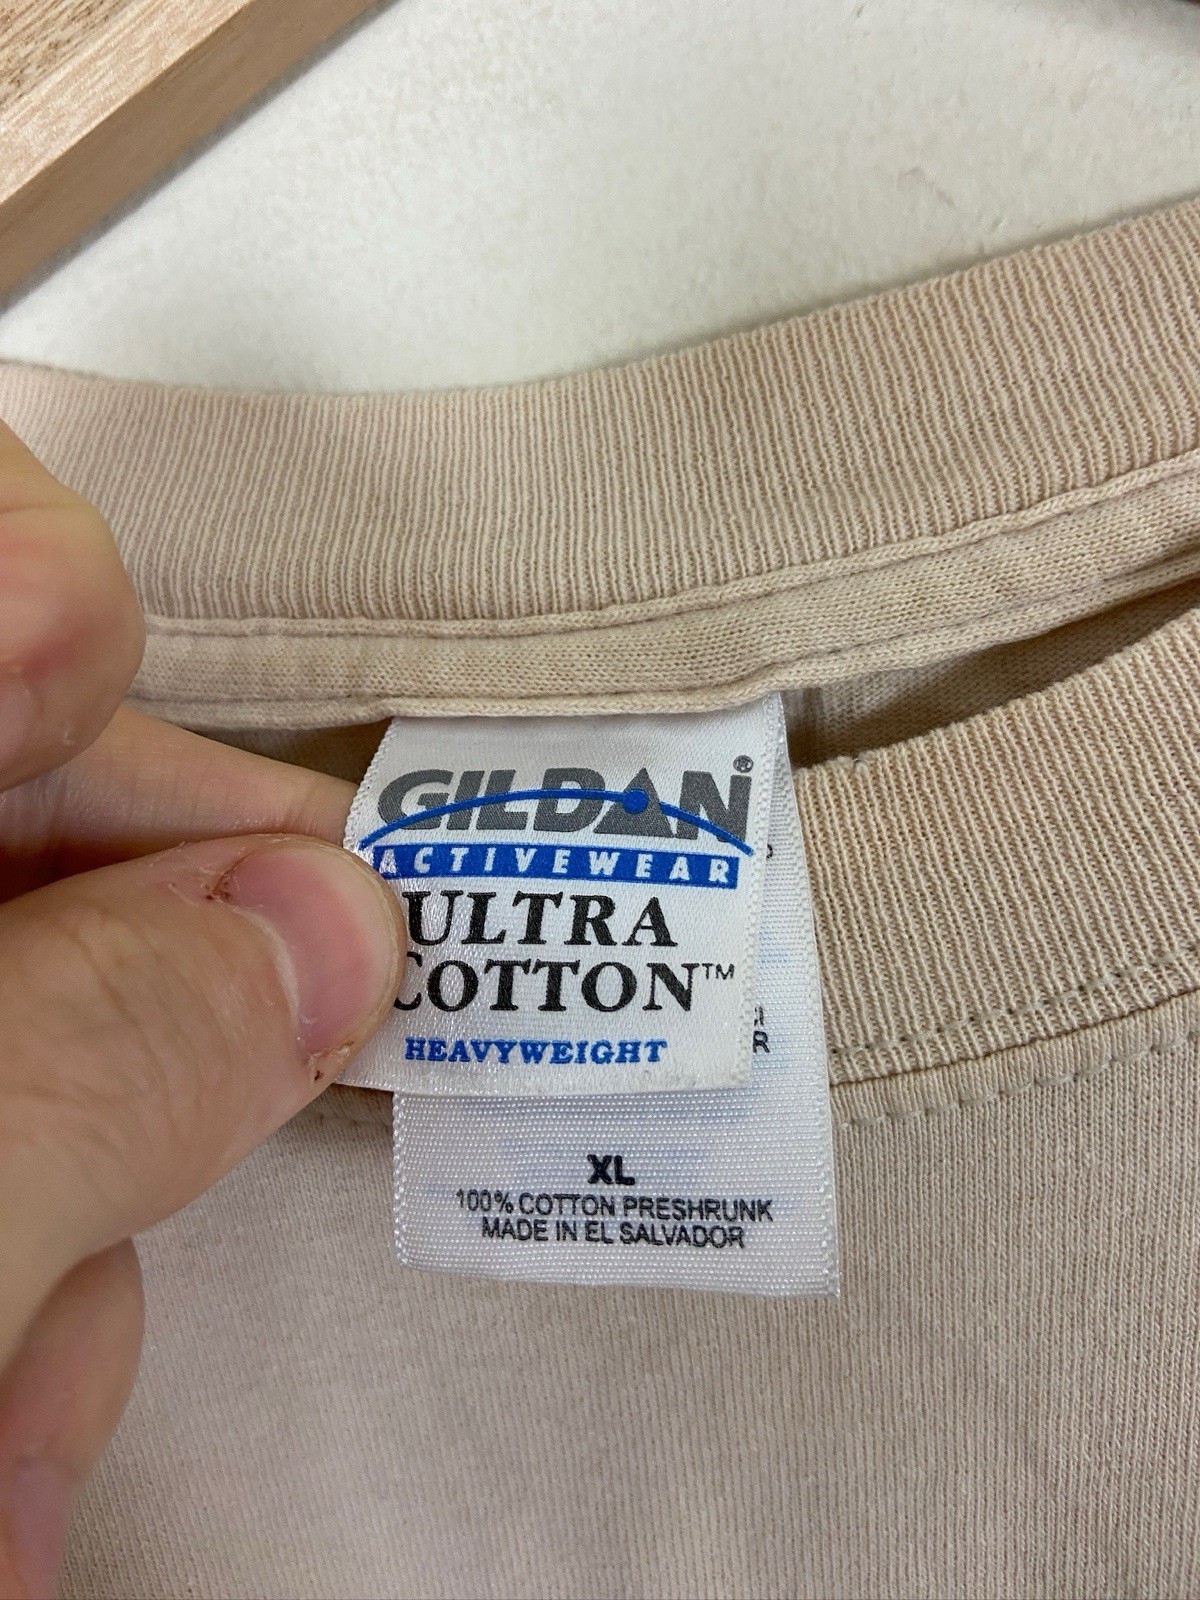 GILDAN®
ACTIVEWEAR
ULTRA
COTTON™
HEAVYWEIGHT
XL
100% COTTON PRESHRUNK
MADE IN EL SALVADOR